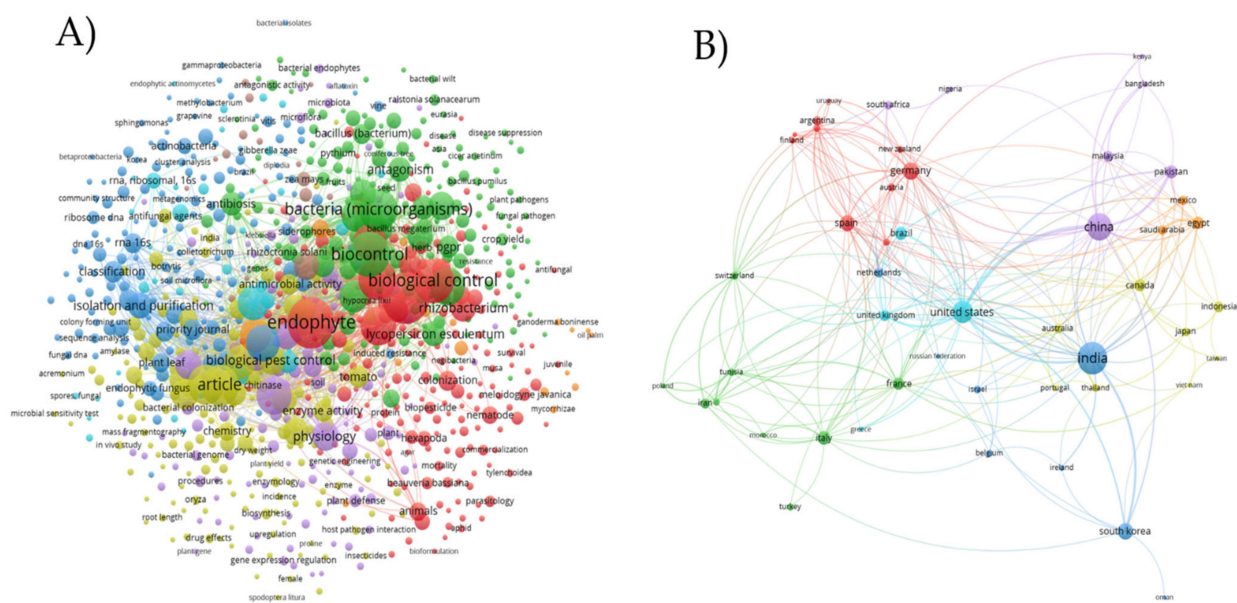 A)
bacterial isolates
gammaproteobacteria
bacterial endophytes
endophytic actinomycetes
antagonistic activity
aflatoxin
bacterial wilt
methylobacterium
microbiota
vine
ralstonia solanacearum
grapevine
sclerotinia
vitis
microflora
eurasia
sphingomonas
actinobacteria
bacillus (bacterium)
disease
disease suppression
betaproteobacteria
korea
gibberella zeae
pythium
coniferous tree
asia
cluster analysis
diplodia
antagonism
cicer arietinum
rna, ribosomal, 16s
brazil
zea mays
fruits
seed
bacillus pumilus
community structure
metagenomics
antibiosis
bacteria (microorganisms)
plant pathogens
ribosome dna
antifungal agents
fungal pathogen
klebsiella
siderophores
bacillus megaterium
dna 16s
rna 16s
india
rhizoctonia solani
biocontrol
herb
pgpr
crop yield
colletotrichum
resistance
classification
botrytis
genes
antifungal
soil microflora
antimicrobial activity
biological control
isolation and purification
hypocrea lixii
rhizobacterium
colony forming unit
priority journal
endophyte
lycopersicon esculentum
ganoderma boninense
oil palm
sequence analysis
amylase
fungal dna
plant leaf
biological pest control
induced resistance
negibacteria
survival
juvenile
acremonium
endophytic fungus
article
chitinase
soil
tomato
colonization
musa
meloidogyne javanica
spores, fungal
bacterial colonization
enzyme activity
protein
biopesticide
nematode
mycorrhizae
microbial sensitivity test
mass fragmentography
chemistry
physiology
plant
hexapoda
commercialization
in vivo study
dry weight
agar
bacterial genome
plant yield
genetic engineering
mortality
tylenchoidea
procedures
enzymology
enzyme
beauveria bassiana
oryza
incidence
plant defense
parasitology
root length
biosynthesis
animals
drug effects
upregulation
host pathogen interaction
aphid
plant gene
proline
gene expression regulation
insecticides
bioformulation
female
spodoptera litura
B)
kenya
bangladesh
nigeria
uruguay
south africa
argentina
finland
new zealand
malaysia
germany
pakistan
austria
mexico
spain
china
egypt
brazil
saudi arabia
switzerland
netherlands
canada
united kingdom
united states
indonesia
australia
japan
russian federation
india
taiwan
tunisia
poland
france
israel
portugal
thailand
vietnam
iran
morocco
italy
greece
belgium
ireland
turkey
south korea
oman